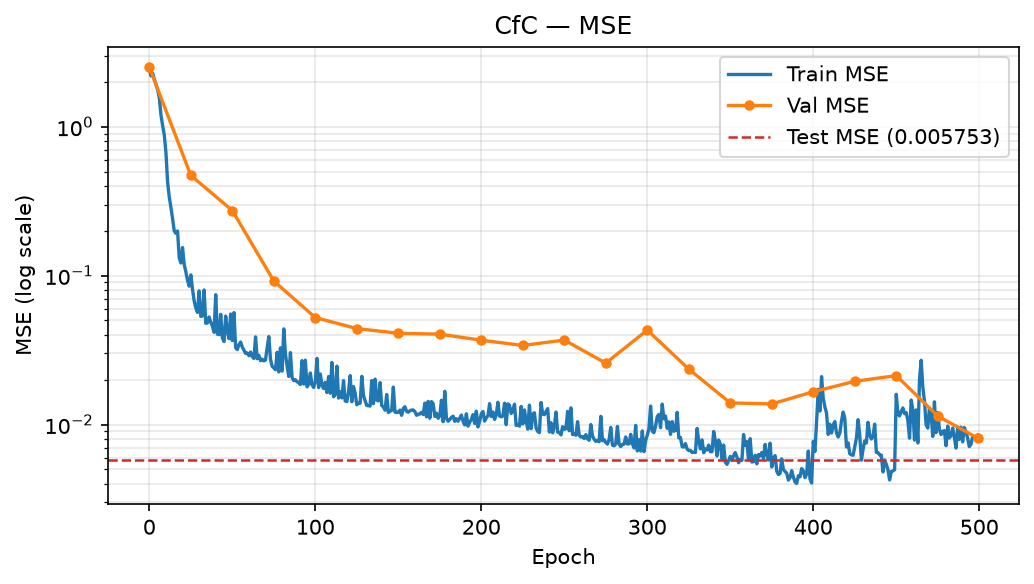 CfC — MSE
Train MSE
Val MSE
Test MSE (0.005753)
MSE (log scale)
10⁰
10⁻¹
10⁻²
0 100 200 300 400 500
Epoch